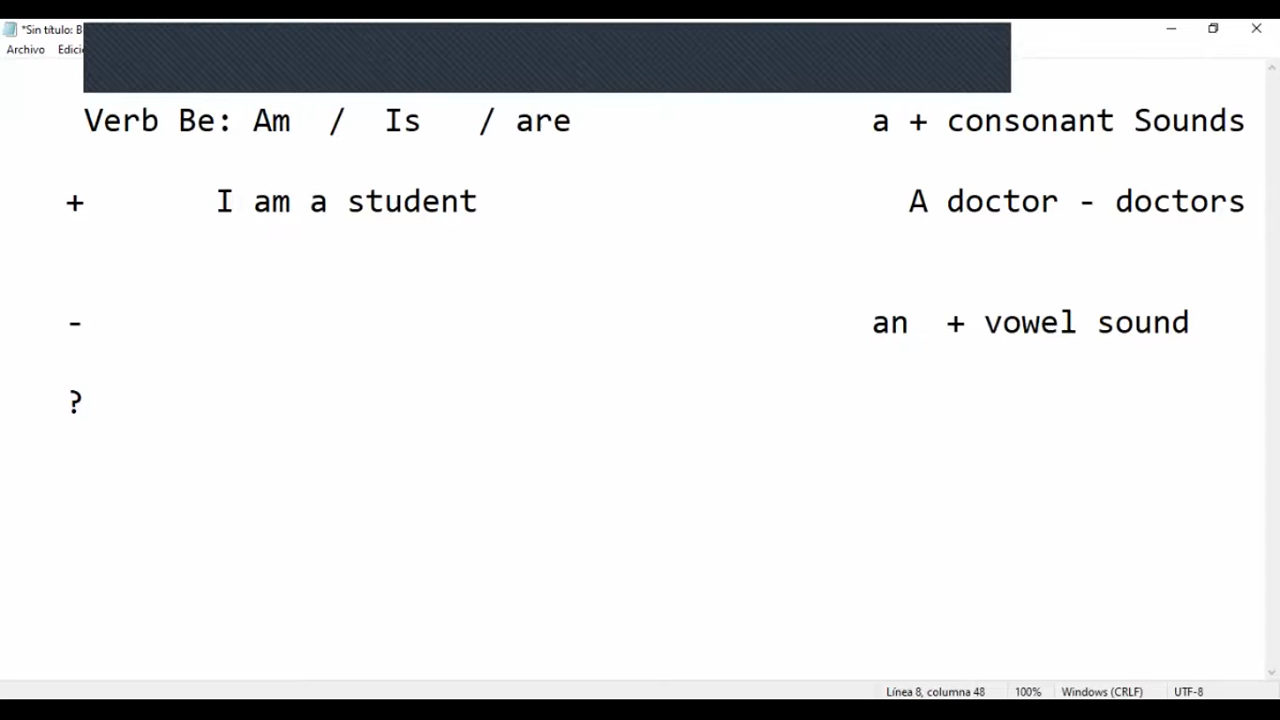 *Sin título: B
Archivo Edici
Verb Be: Am / Is / are a + consonant Sounds
+ I am a student A doctor - doctors
- an + vowel sound
?
Línea 8, columna 48 100% Windows (CRLF) UTF-8